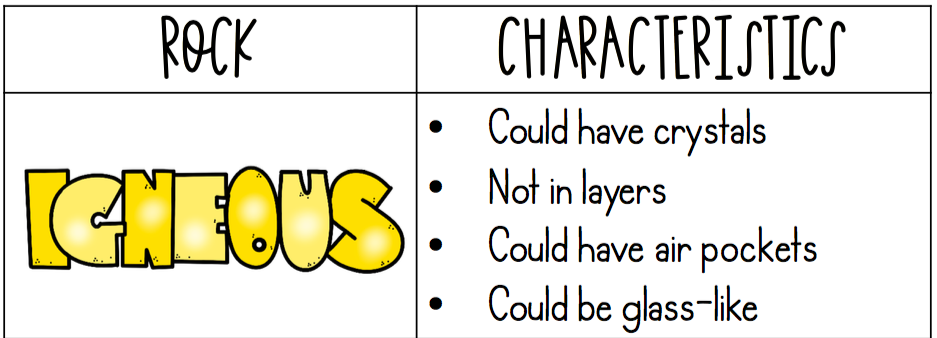 ROCK
CHARACTERISTICS
IGNEOUS
• Could have crystals
• Not in layers
• Could have air pockets
• Could be glass-like